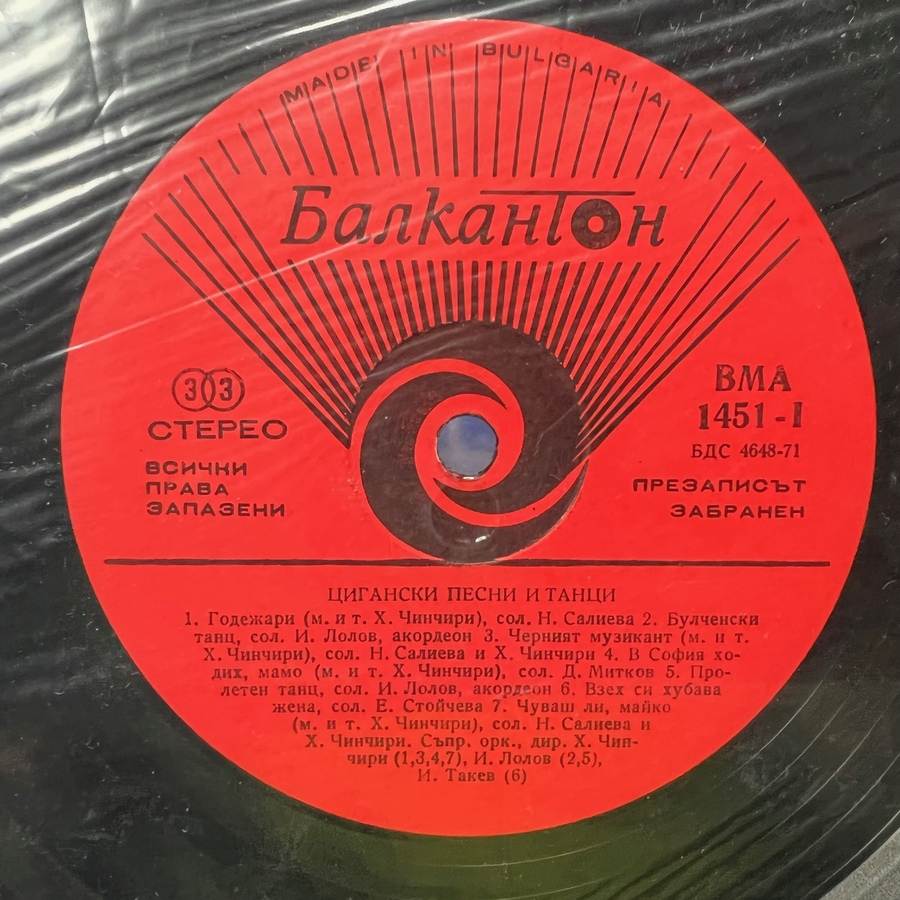 MADE IN BULGARIA
Балкантон
33
СТЕРЕО
ВСИЧКИ
ПРАВА
ЗАПАЗЕНИ
ВМА
1451-I
БДС 4648-71
ПРЕЗАПИСЪТ
ЗАБРАНЕН
ЦИГАНСКИ ПЕСНИ И ТАНЦИ
1. Годежари (м. и т. Х. Чинчири), сол. Н. Салиева 2. Булченски
танц, сол. И. Лолов, акордеон 3. Черният музикант (м. и т.
Х. Чинчири), сол. Н. Салиева и Х. Чинчири 4. В София хо-
дих, мамо (м. и т. Х. Чинчири), сол. Д. Митков 5. Про-
летен танц, сол. И. Лолов, акордеон 6. Взех си хубава
жена, сол. Е. Стойчева 7. Чуваш ли, майко
(м. и т. Х. Чинчири), сол. Н. Салиева и
Х. Чинчири. Съпр. орк., дир. Х. Чин-
чири (1,3,4,7), И. Лолов (2,5),
И. Такев (6)